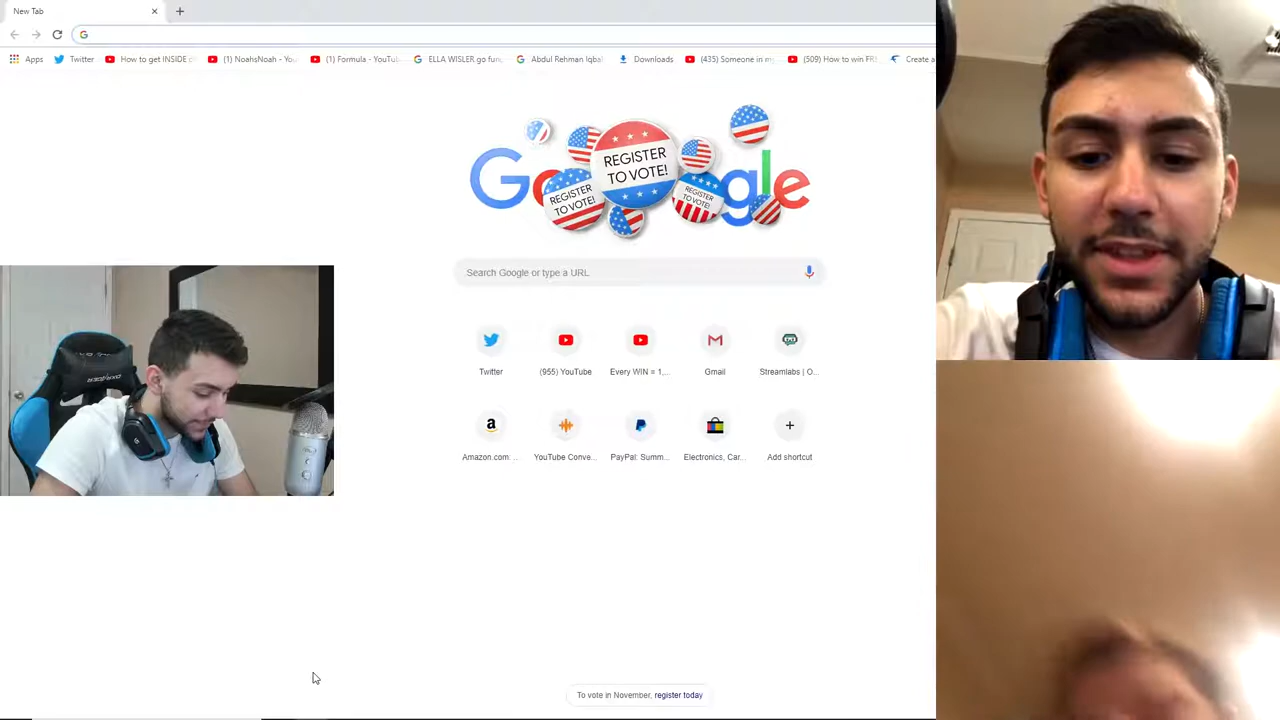 New Tab
Apps
Twitter
How to get INSIDE
(1) NoahsNoah - You
(1) Formula - YouTu
ELLA WISLER go fun
Abdul Rehman Iqbal
Downloads
(435) Someone in m
(509) How to win FR
Create a
Google
REGISTER TO VOTE!
REGISTER TO VOTE!
REGISTER TO VOTE!
Search Google or type a URL
Twitter
(955) YouTube
Every WIN = 1,...
Gmail
Streamlabs | O...
Amazon.com ...
YouTube Conve...
PayPal: Summ...
Electronics, Car...
Add shortcut
To vote in November, register today